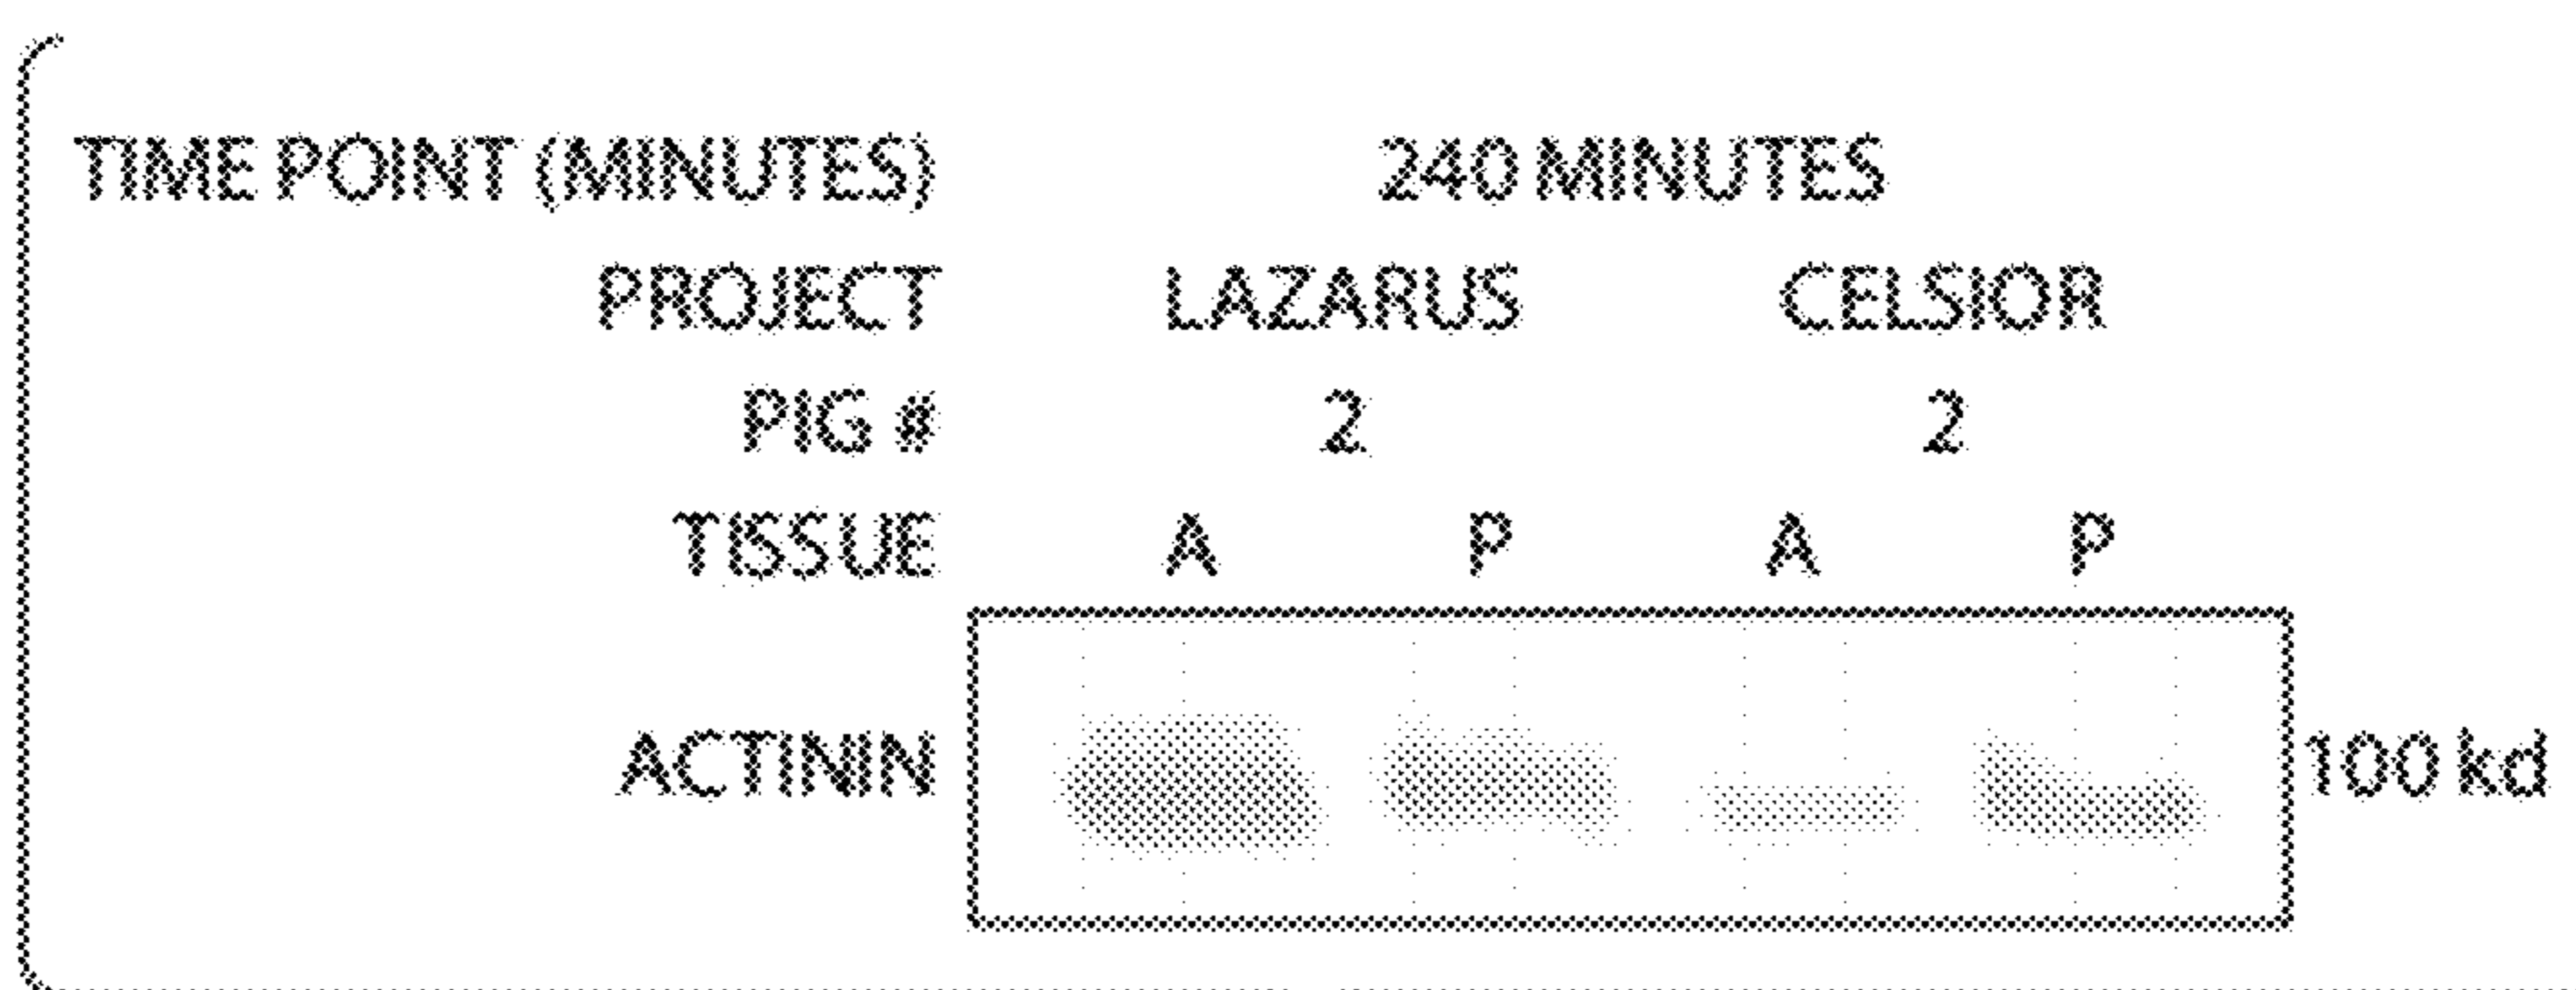 TIME POINT (MINUTES) 240 MINUTES
PROJECT LAZARUS CELSIOR
PIG # 2 2
TISSUE A P A P
ACTININ 100 kd